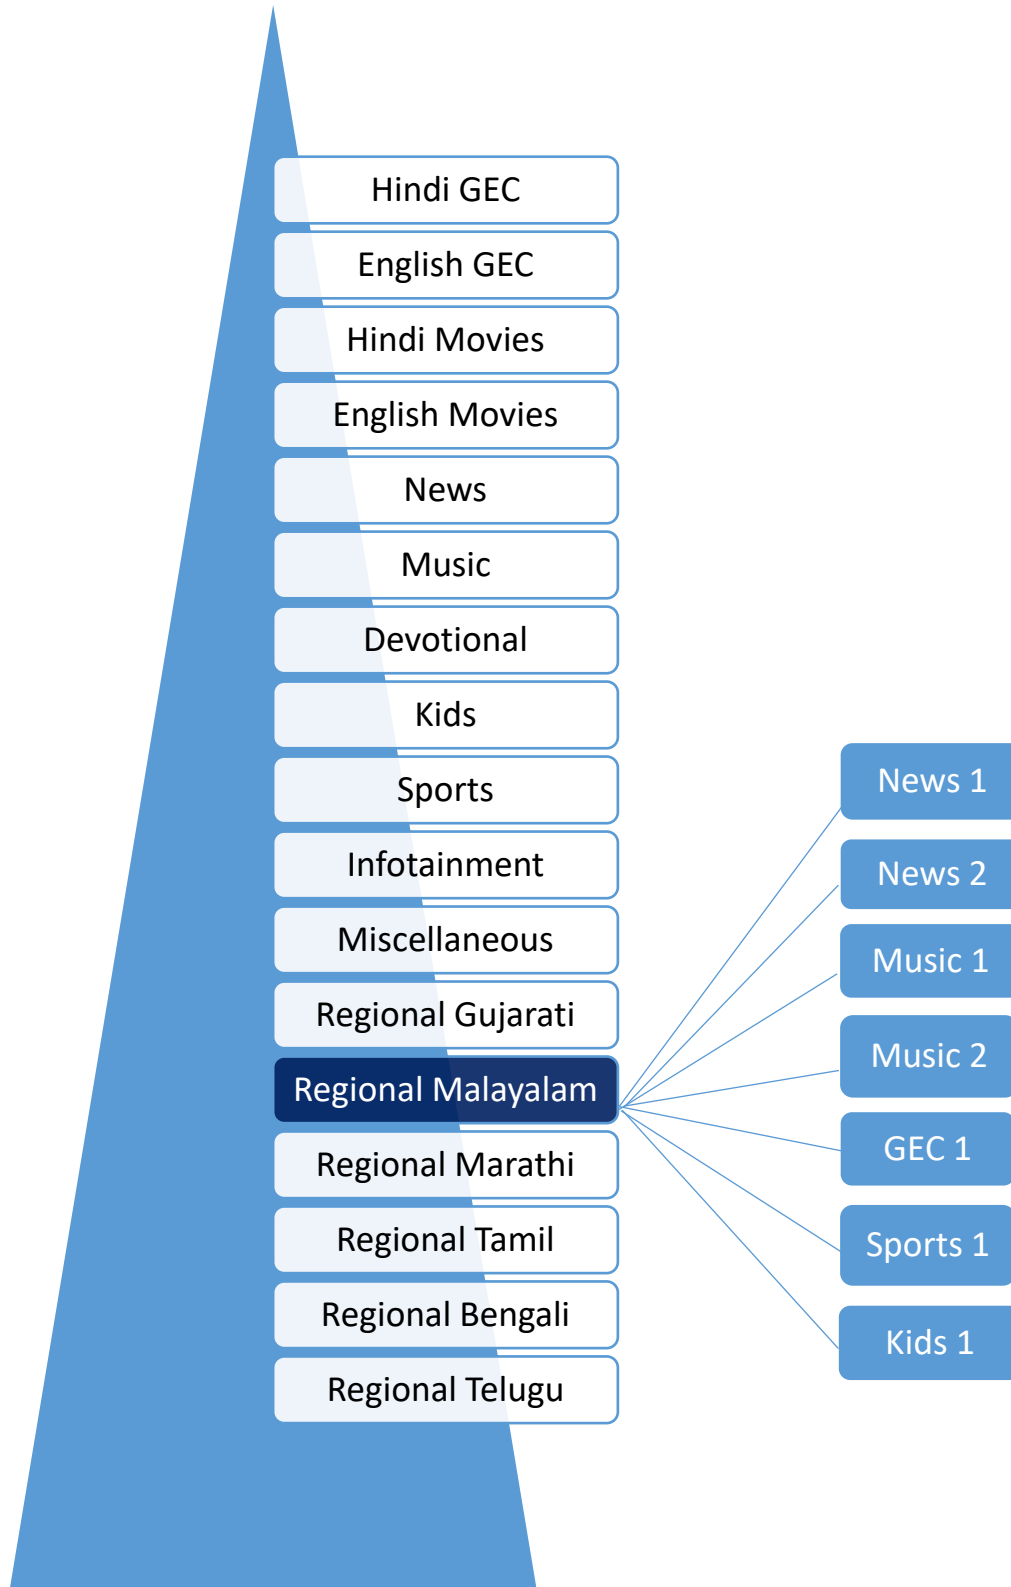 Hindi GEC
English GEC
Hindi Movies
English Movies
News
Music
Devotional
Kids
Sports
Infotainment
Miscellaneous
Regional Gujarati
Regional Malayalam
Regional Marathi
Regional Tamil
Regional Bengali
Regional Telugu
News 1
News 2
Music 1
Music 2
GEC 1
Sports 1
Kids 1